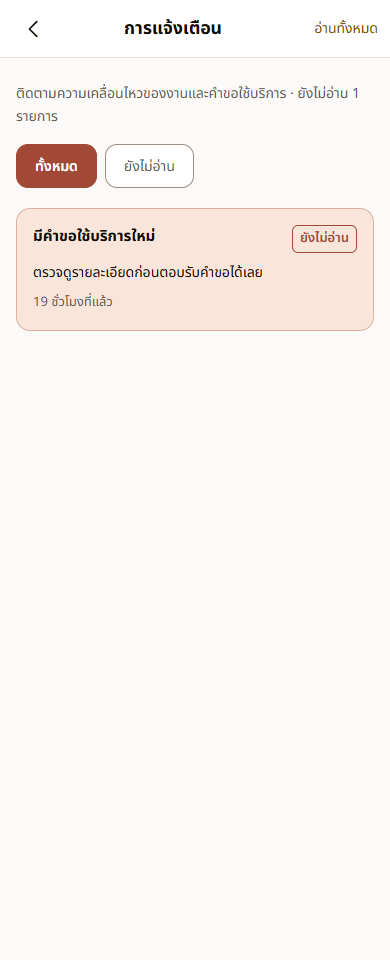 การแจ้งเตือน
อ่านทั้งหมด
ติดตามความเคลื่อนไหวของงานและคำขอใช้บริการ · ยังไม่อ่าน 1
รายการ
ทั้งหมด
ยังไม่อ่าน
มีคำขอใช้บริการใหม่
ยังไม่อ่าน
ตรวจดูรายละเอียดก่อนตอบรับคำขอได้เลย
19 ชั่วโมงที่แล้ว